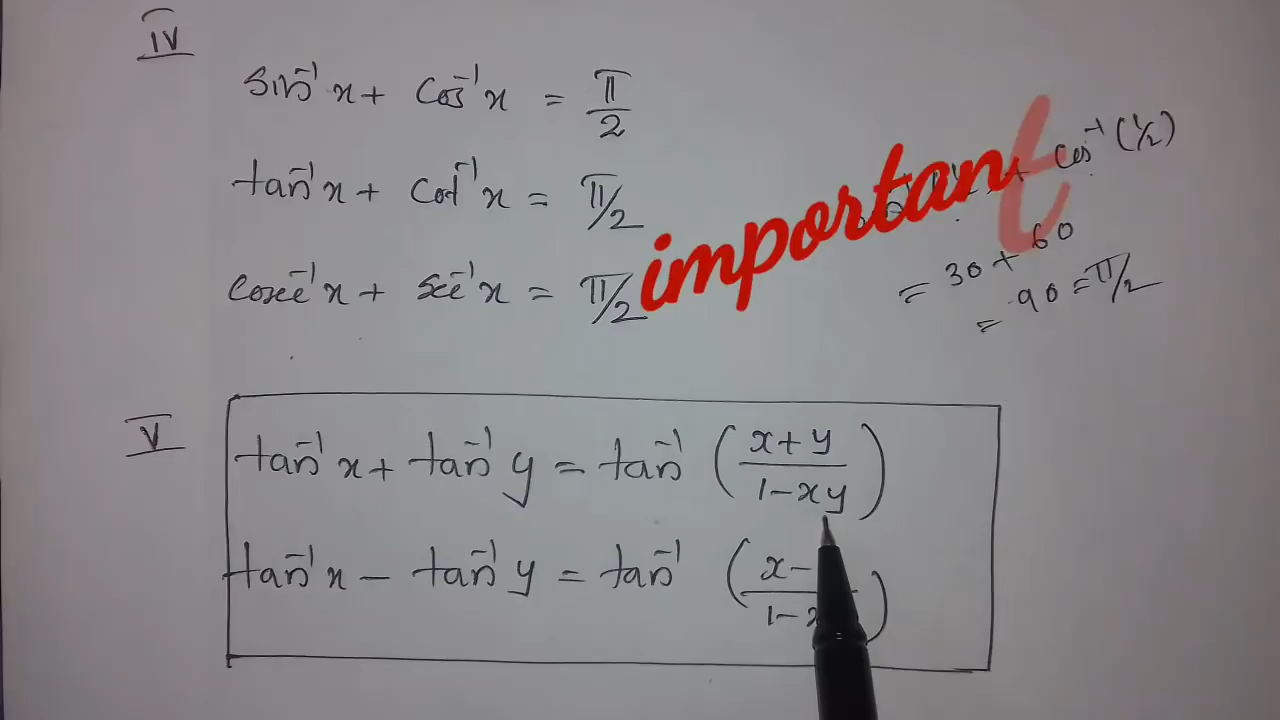 IV
sin⁻¹x + cos⁻¹x = π/2
tan⁻¹x + cot⁻¹x = π/2
cosec⁻¹x + sec⁻¹x = π/2
important
+ cos⁻¹(1/2)
= 30 + 60
= 90 = π/2
V
tan⁻¹x + tan⁻¹y = tan⁻¹((x+y)/(1-xy))
tan⁻¹x - tan⁻¹y = tan⁻¹((x-)/(1-x))